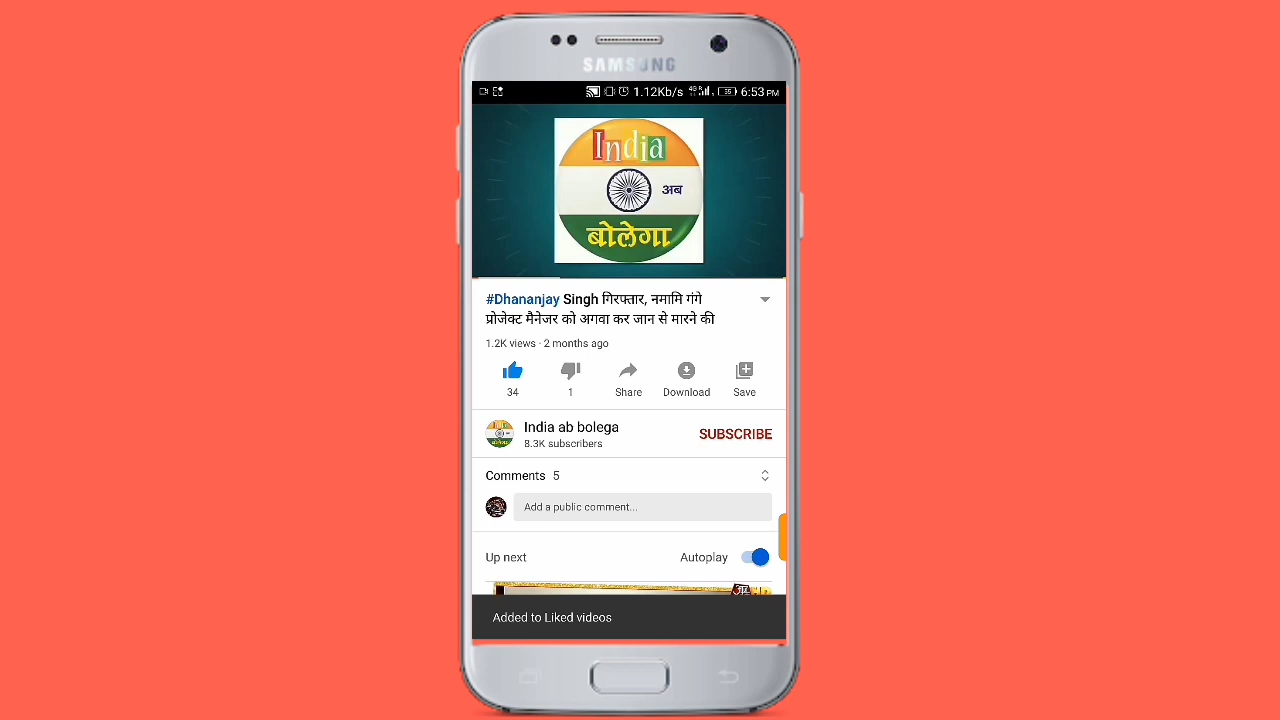 SAMSUNG
1.12Kb/s 4G R 35 6:53 PM
India
अब
बोलेगा
#Dhananjay Singh गिरफ्तार, नमामि गंगे
प्रोजेक्ट मैनेजर को अगवा कर जान से मारने की
1.2K views · 2 months ago
34
1
Share
Download
Save
India ab bolega
8.3K subscribers
SUBSCRIBE
Comments 5
Add a public comment...
Up next
Autoplay
Added to Liked videos